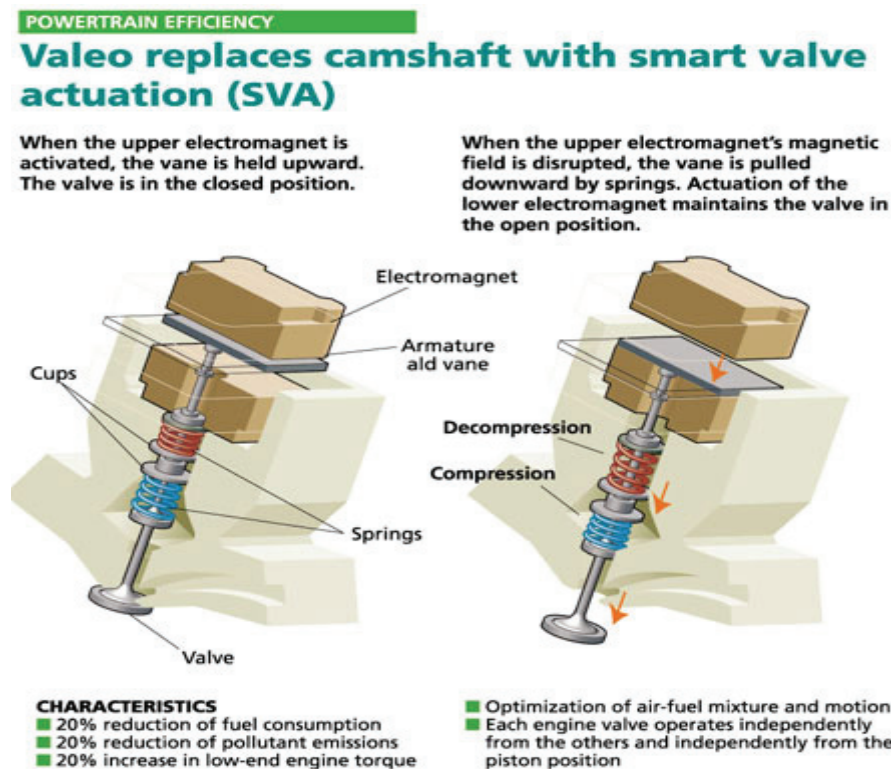 POWERTRAIN EFFICIENCY
Valeo replaces camshaft with smart valve
actuation (SVA)
When the upper electromagnet is
activated, the vane is held upward.
The valve is in the closed position.
When the upper electromagnet's magnetic
field is disrupted, the vane is pulled
downward by springs. Actuation of the
lower electromagnet maintains the valve in
the open position.
Electromagnet
Armature
ald vane
Cups
Springs
Valve
Decompression
Compression
CHARACTERISTICS
20% reduction of fuel consumption
20% reduction of pollutant emissions
20% increase in low-end engine torque
Optimization of air-fuel mixture and motion
Each engine valve operates independently
from the others and independently from the
piston position